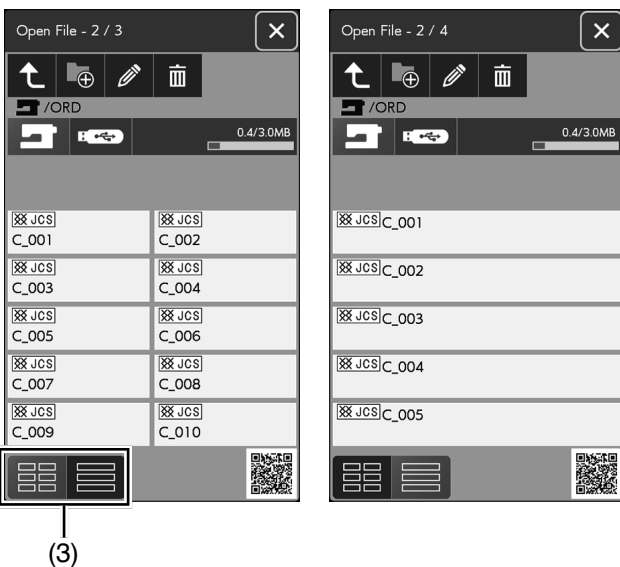 Open File - 2 / 3
/ORD
0.4/3.0MB
JCS JCS
C_001 C_002
JCS JCS
C_003 C_004
JCS JCS
C_005 C_006
JCS JCS
C_007 C_008
JCS JCS
C_009 C_010
(3)
Open File - 2 / 4
/ORD
0.4/3.0MB
JCS C_001
JCS C_002
JCS C_003
JCS C_004
JCS C_005